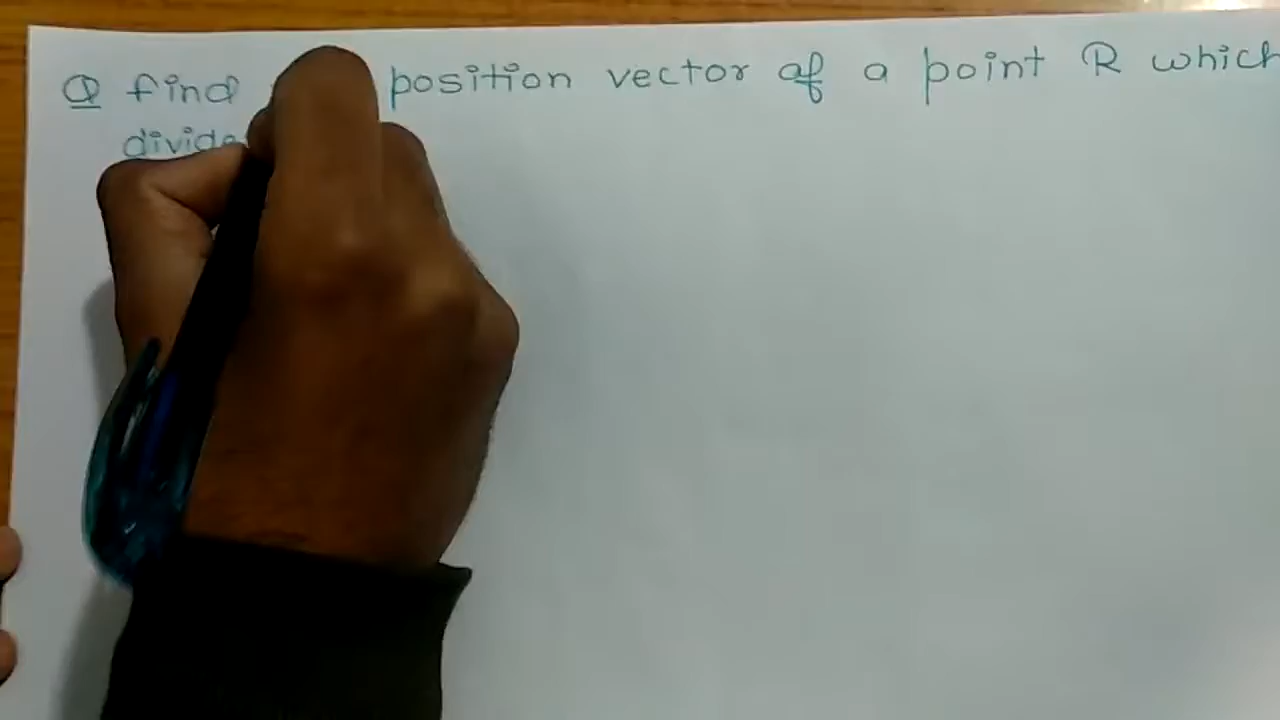 Q find position vector of a point R which
divide